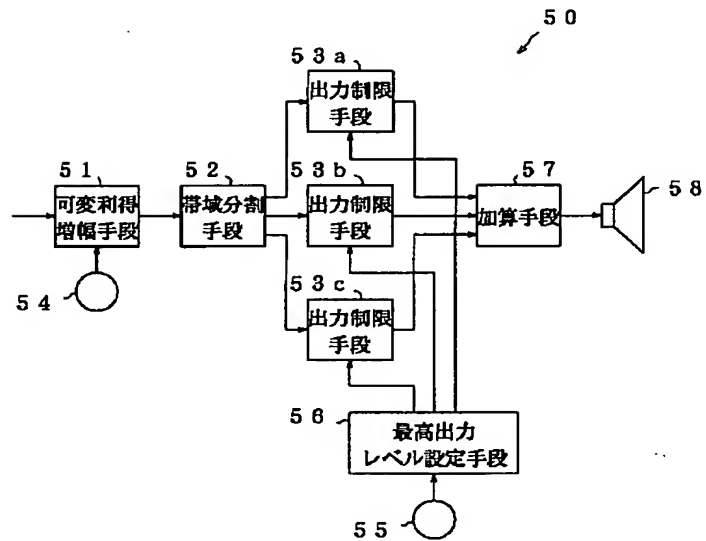 ５０
５３ａ
出力制限
手段
５１
可変利得
増幅手段
５２
帯域分割
手段
５３ｂ
出力制限
手段
５７
加算手段
５８
５４
５３ｃ
出力制限
手段
５６
最高出力
レベル設定手段
５５